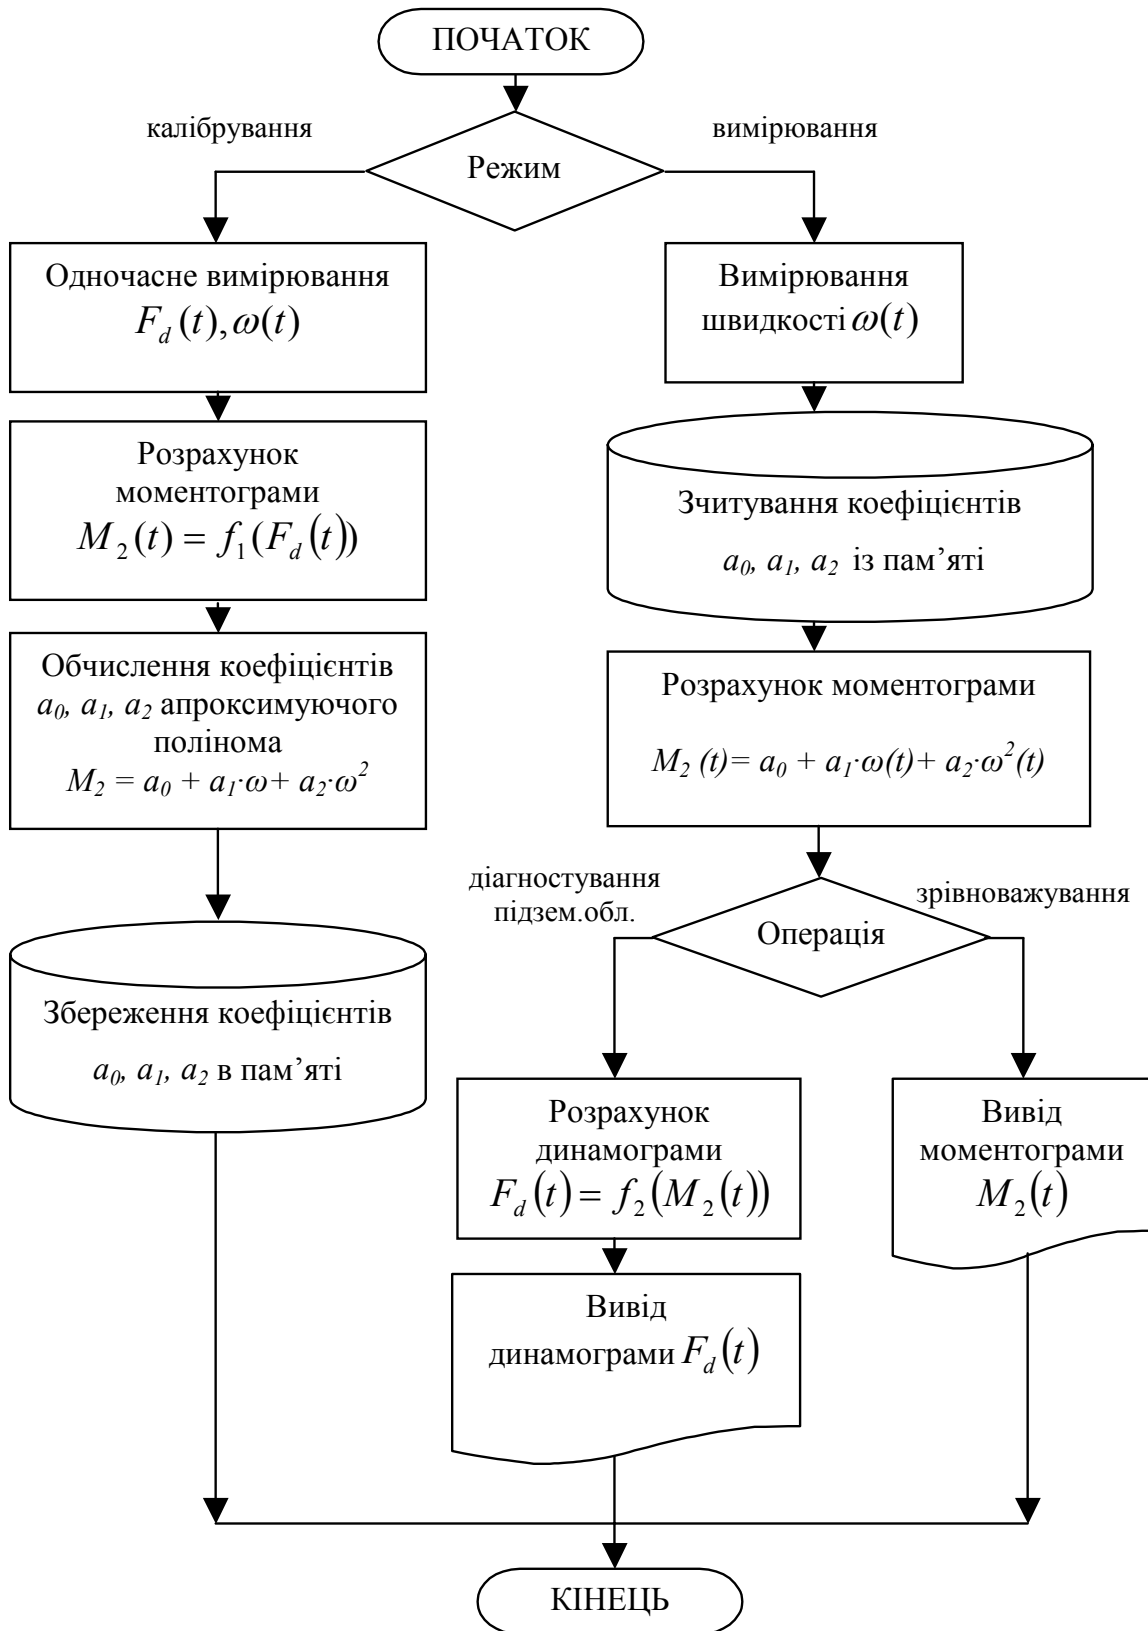 ПОЧАТОК
калібрування
вимірювання
Режим
Одночасне вимірювання
F_d(t), ω(t)
Розрахунок
моментограми
M_2(t) = f_1(F_d(t))
Обчислення коефіцієнтів
a_0, a_1, a_2 апроксимуючого
полінома
M_2 = a_0 + a_1·ω+ a_2·ω^2
Збереження коефіцієнтів
a_0, a_1, a_2 в пам’яті
Вимірювання
швидкості ω(t)
Зчитування коефіцієнтів
a_0, a_1, a_2 із пам’яті
Розрахунок моментограми
M_2 (t)= a_0 + a_1·ω(t)+ a_2·ω^2(t)
діагностування
підзем.обл.
зрівноважування
Операція
Розрахунок
динамограми
F_d(t) = f_2(M_2(t))
Вивід
динамограми F_d(t)
Вивід
моментограми
M_2(t)
КІНЕЦЬ